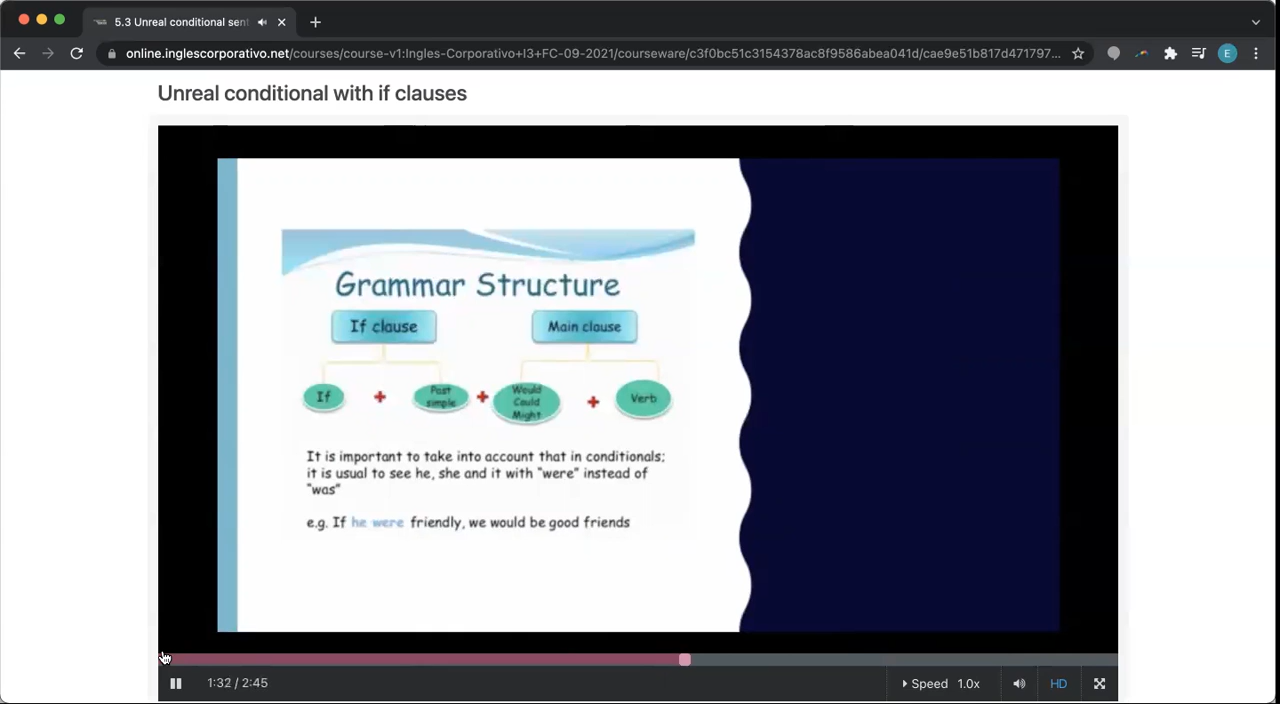 5.3 Unreal conditional sent
online.inglescorporativo.net/courses/course-v1:Ingles-Corporativo+I3+FC-09-2021/courseware/c3f0bc51c3154378ac8f9586abea041d/cae9e51b817d471797...
E
Unreal conditional with if clauses
Grammar Structure
If clause
Main clause
If + Past simple + Would Could Might + Verb
It is important to take into account that in conditionals;
it is usual to see he, she and it with "were" instead of
"was"
e.g. If he were friendly, we would be good friends
1:32 / 2:45
Speed 1.0x
HD